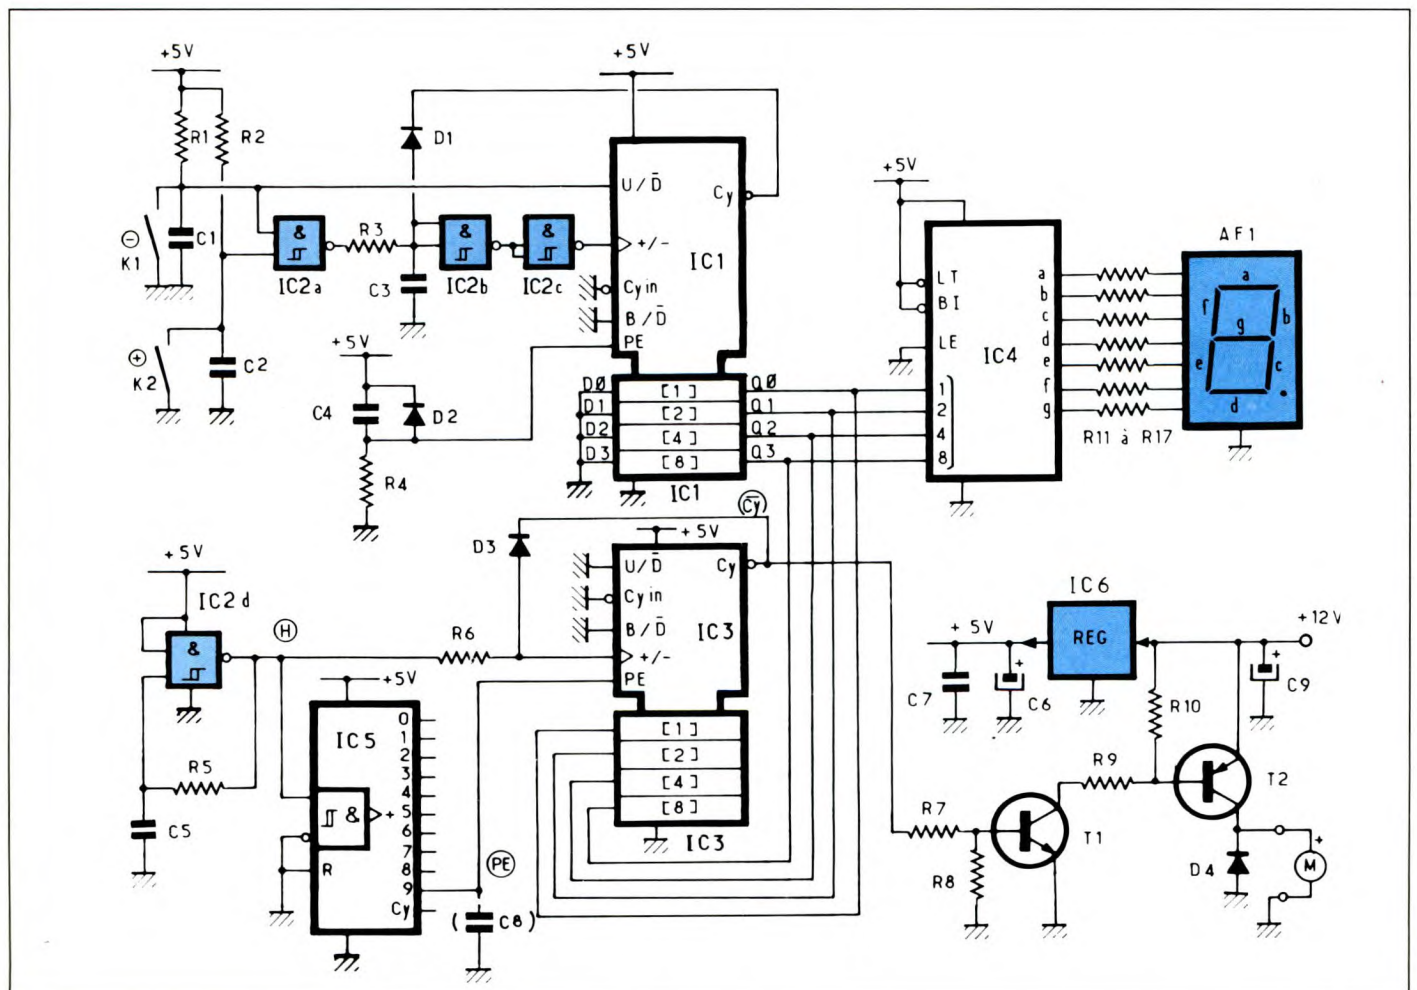 +5V
R1
R2
⊖
K1
C1
⊕
K2
C2
&
IC2a
R3
D1
C3
&
IC2b
&
IC2c
+5V
U/D̅
Cy
+/-
IC1
Cy in
B/D̅
PE
+5V
C4
D2
R4
D0
D1
D2
D3
[1]
[2]
[4]
[8]
Q0
Q1
Q2
Q3
IC1
+5V
LT
BI
LE
IC4
1
2
4
8
a
b
c
d
e
f
g
R11 à R17
AF1
a
b
c
d
e
f
g
+5V
IC2d
&
H
R5
C5
R6
D3
C̅y̅
+5V
U/D̅
Cy
Cy in
IC3
B/D̅
+/-
PE
[1]
[2]
[4]
[8]
IC3
+5V
IC5
&
+
R
0
1
2
3
4
5
6
7
8
9
Cy
PE
(C8)
+ 5V
C7
C6
+
IC6
REG
+12V
C9
+
R10
R9
T2
R7
T1
R8
D4
+
M